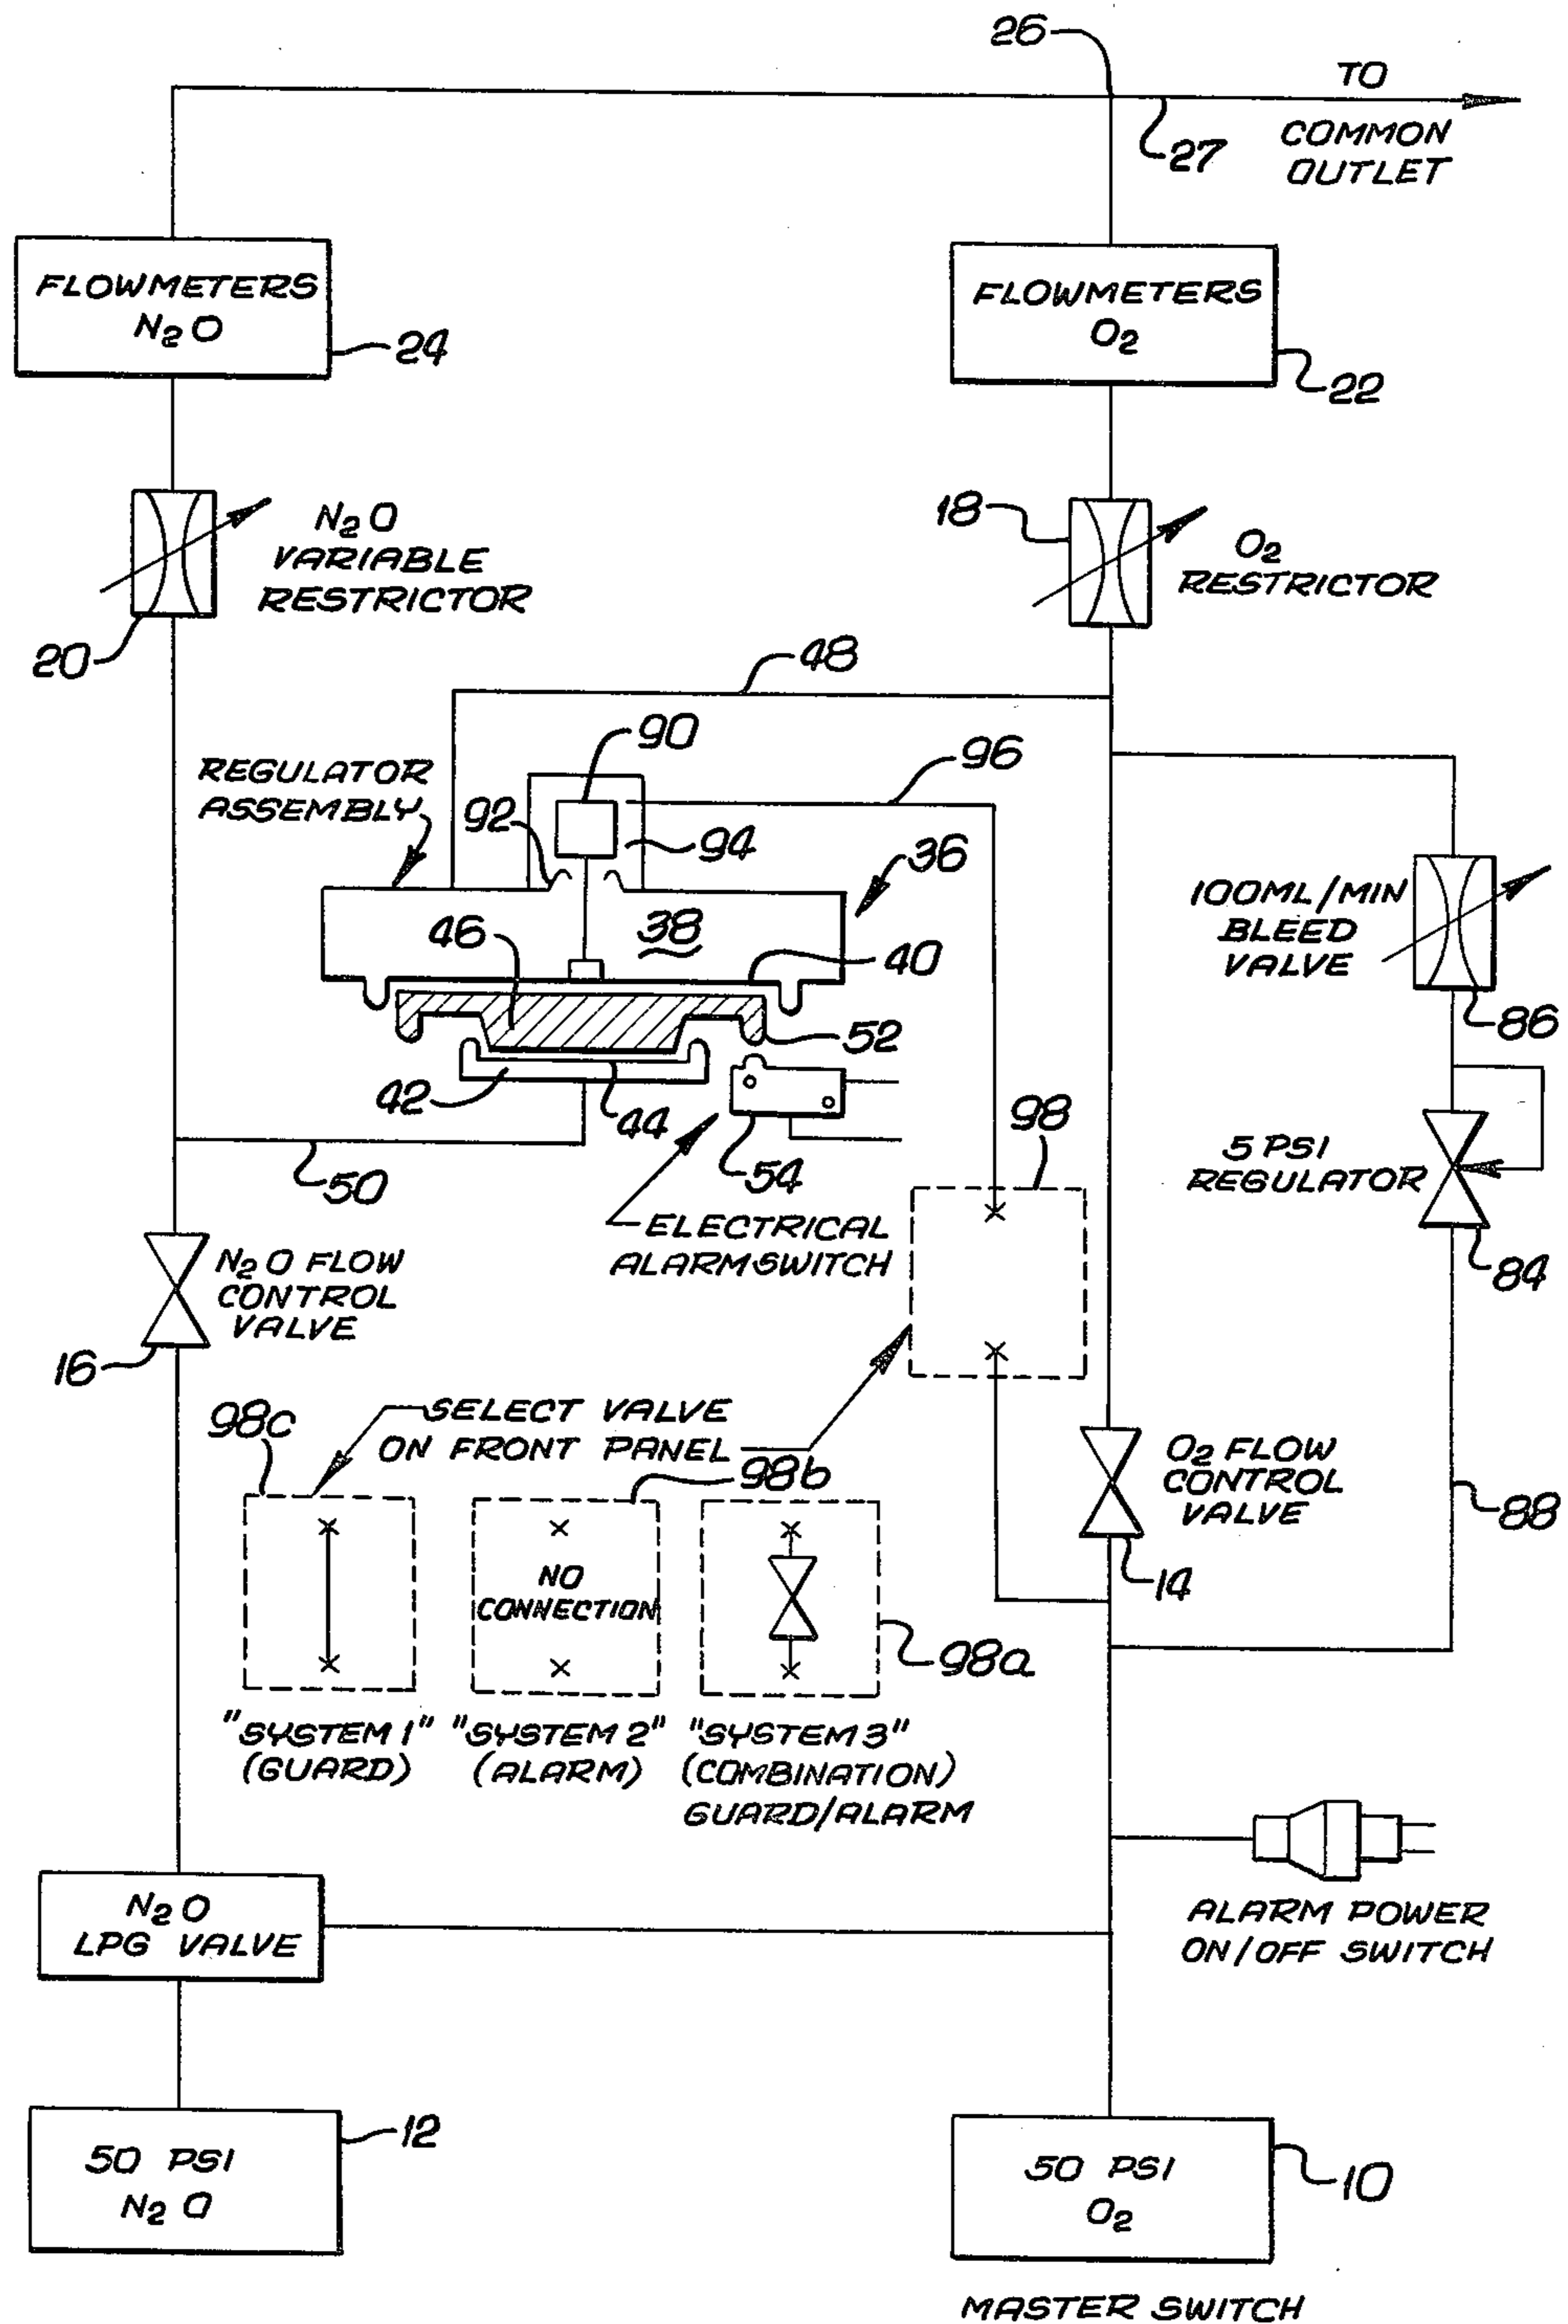 26
TO
COMMON
OUTLET
27
FLOWMETERS
N2O
24
FLOWMETERS
O2
22
N2O
VARIABLE
RESTRICTOR
20
18
O2
RESTRICTOR
48
REGULATOR
ASSEMBLY
90
96
92
94
36
46
38
40
52
42
44
54
50
100ML/MIN
BLEED
VALVE
86
98
5 PSI
REGULATOR
84
ELECTRICAL
ALARM SWITCH
N2O FLOW
CONTROL
VALVE
16
98c
SELECT VALVE
ON FRONT PANEL
98b
O2 FLOW
CONTROL
VALVE
14
88
NO
CONNECTION
98a
"SYSTEM 1"
(GUARD)
"SYSTEM 2"
(ALARM)
"SYSTEM 3"
(COMBINATION)
GUARD/ALARM
N2O
LPG VALVE
ALARM POWER
ON/OFF SWITCH
50 PSI
N2O
12
50 PSI
O2
10
MASTER SWITCH